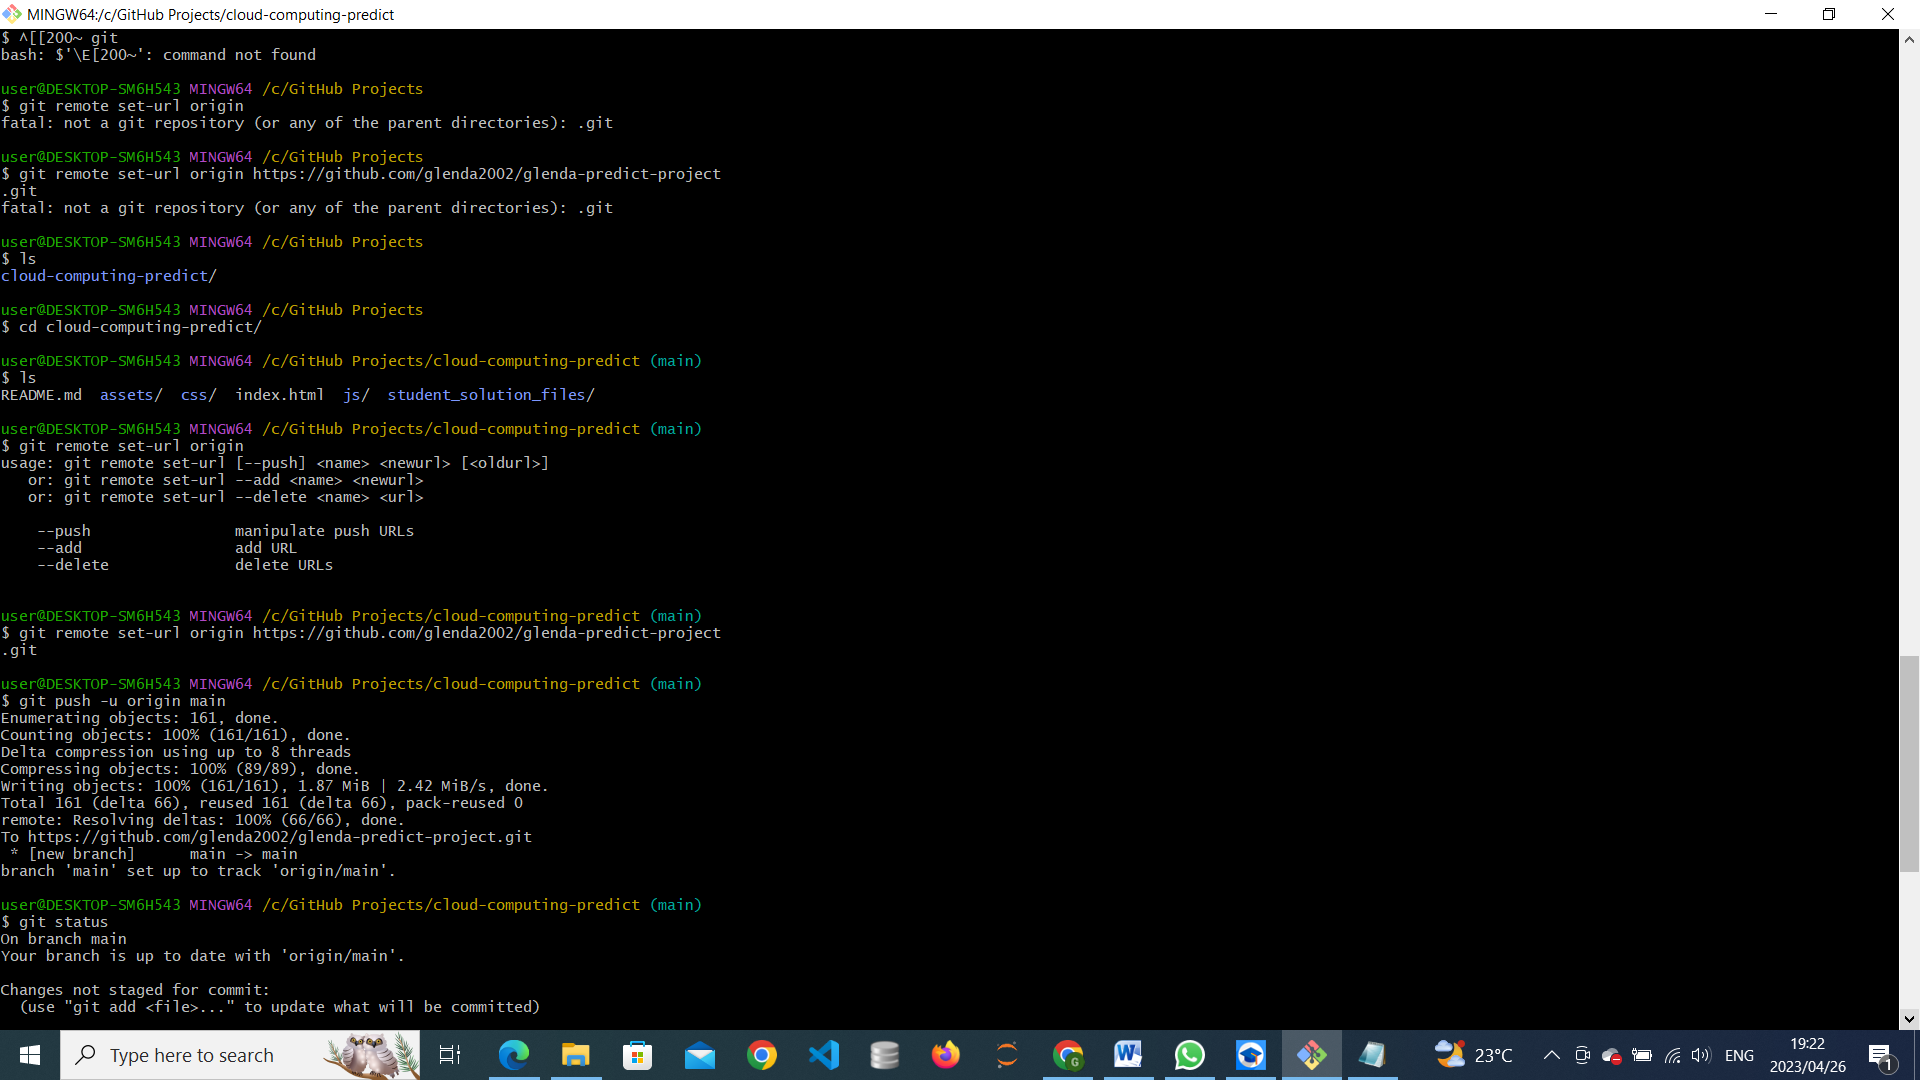 MINGW64:/c/GitHub Projects/cloud-computing-predict
$ ^[[200~ git
bash: $'\E[200~': command not found
user@DESKTOP-SM6H543 MINGW64 /c/GitHub Projects
$ git remote set-url origin
fatal: not a git repository (or any of the parent directories): .git
user@DESKTOP-SM6H543 MINGW64 /c/GitHub Projects
$ git remote set-url origin https://github.com/glenda2002/glenda-predict-project
.git
fatal: not a git repository (or any of the parent directories): .git
user@DESKTOP-SM6H543 MINGW64 /c/GitHub Projects
$ ls
cloud-computing-predict/
user@DESKTOP-SM6H543 MINGW64 /c/GitHub Projects
$ cd cloud-computing-predict/
user@DESKTOP-SM6H543 MINGW64 /c/GitHub Projects/cloud-computing-predict (main)
$ ls
README.md  assets/  css/  index.html  js/  student_solution_files/
user@DESKTOP-SM6H543 MINGW64 /c/GitHub Projects/cloud-computing-predict (main)
$ git remote set-url origin
usage: git remote set-url [--push] <name> <newurl> [<oldurl>]
   or: git remote set-url --add <name> <newurl>
   or: git remote set-url --delete <name> <url>
    --push                manipulate push URLs
    --add                 add URL
    --delete              delete URLs
user@DESKTOP-SM6H543 MINGW64 /c/GitHub Projects/cloud-computing-predict (main)
$ git remote set-url origin https://github.com/glenda2002/glenda-predict-project
.git
user@DESKTOP-SM6H543 MINGW64 /c/GitHub Projects/cloud-computing-predict (main)
$ git push -u origin main
Enumerating objects: 161, done.
Counting objects: 100% (161/161), done.
Delta compression using up to 8 threads
Compressing objects: 100% (89/89), done.
Writing objects: 100% (161/161), 1.87 MiB | 2.42 MiB/s, done.
Total 161 (delta 66), reused 161 (delta 66), pack-reused 0
remote: Resolving deltas: 100% (66/66), done.
To https://github.com/glenda2002/glenda-predict-project.git
 * [new branch]      main -> main
branch 'main' set up to track 'origin/main'.
user@DESKTOP-SM6H543 MINGW64 /c/GitHub Projects/cloud-computing-predict (main)
$ git status
On branch main
Your branch is up to date with 'origin/main'.
Changes not staged for commit:
  (use "git add <file>..." to update what will be committed)
Type here to search
G
W
23°C
ENG
19:22
2023/04/26
1